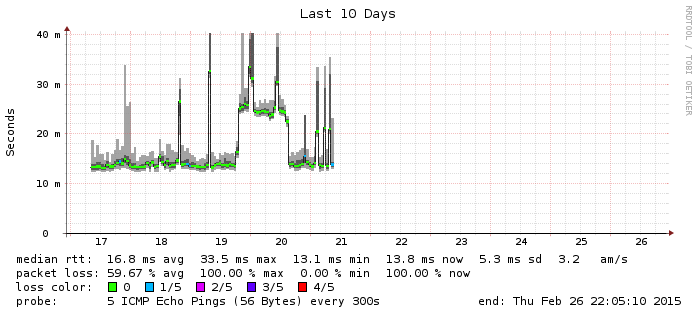 Last 10 Days
RRDTOOL / TOBI OETIKER
Seconds
40 m
30 m
20 m
10 m
0
17 18 19 20 21 22 23 24 25 26
median rtt: 16.8 ms avg 33.5 ms max 13.1 ms min 13.8 ms now 5.3 ms sd 3.2 am/s
packet loss: 59.67 % avg 100.00 % max 0.00 % min 100.00 % now
loss color: 0 1/5 2/5 3/5 4/5
probe: 5 ICMP Echo Pings (56 Bytes) every 300s end: Thu Feb 26 22:05:10 2015